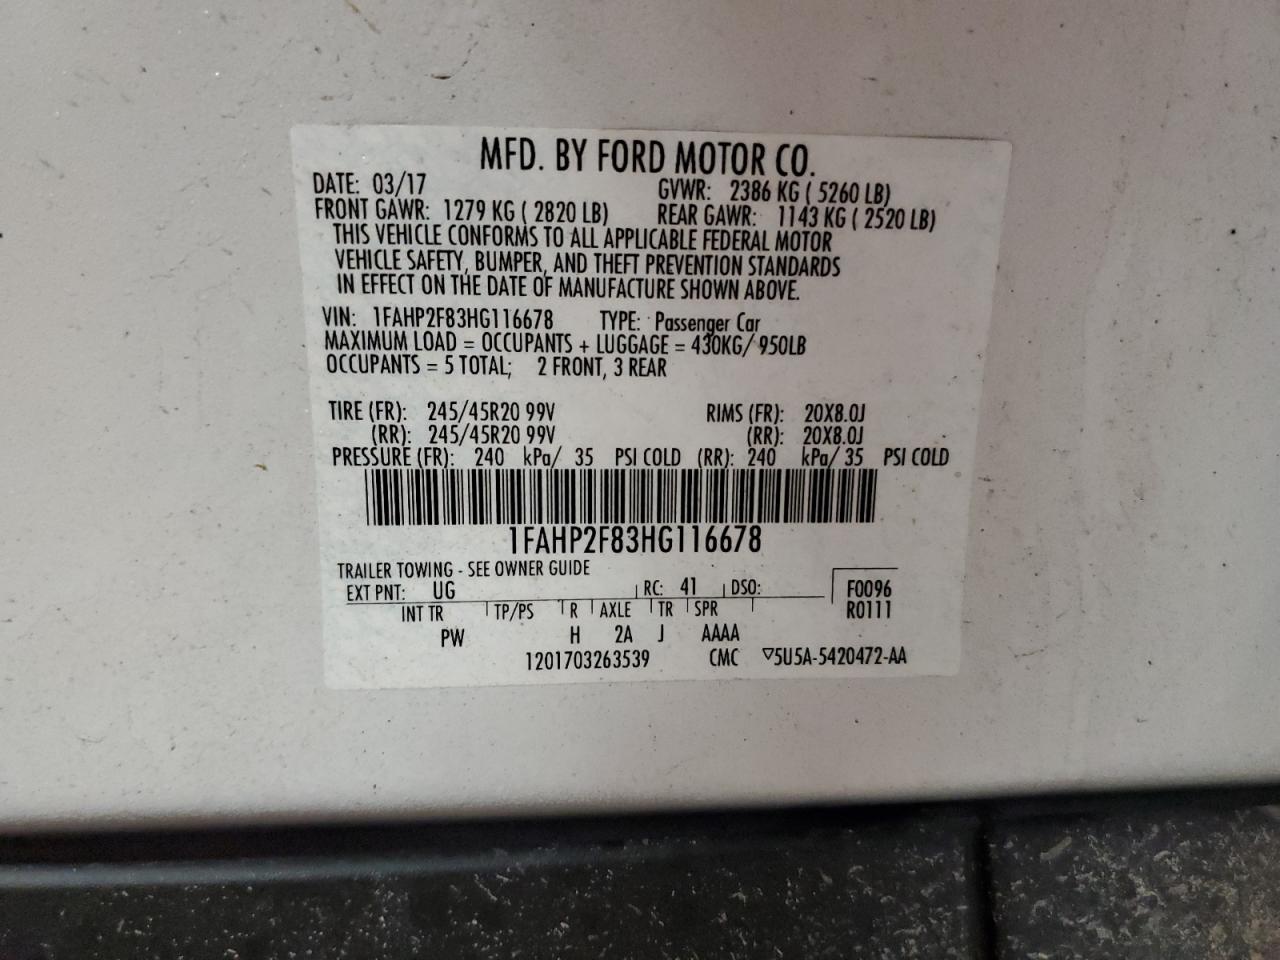 MFD. BY FORD MOTOR CO.
DATE: 03/17 GVWR: 2386 KG ( 5260 LB)
FRONT GAWR: 1279 KG ( 2820 LB) REAR GAWR: 1143 KG ( 2520 LB)
THIS VEHICLE CONFORMS TO ALL APPLICABLE FEDERAL MOTOR
VEHICLE SAFETY, BUMPER, AND THEFT PREVENTION STANDARDS
IN EFFECT ON THE DATE OF MANUFACTURE SHOWN ABOVE.
VIN: 1FAHP2F83HG116678 TYPE: Passenger Car
MAXIMUM LOAD = OCCUPANTS + LUGGAGE = 430KG/ 950LB
OCCUPANTS = 5 TOTAL; 2 FRONT, 3 REAR
TIRE (FR): 245/45R20 99V RIMS (FR): 20X8.0J
(RR): 245/45R20 99V (RR): 20X8.0J
PRESSURE (FR): 240 kPa/ 35 PSI COLD (RR): 240 kPa/ 35 PSI COLD
1FAHP2F83HG116678
TRAILER TOWING - SEE OWNER GUIDE
EXT PNT: UG RC: 41 DSO: F0096
INT TR TP/PS R AXLE TR SPR R0111
PW H 2A J AAAA
1201703263539 CMC ▽5U5A-5420472-AA